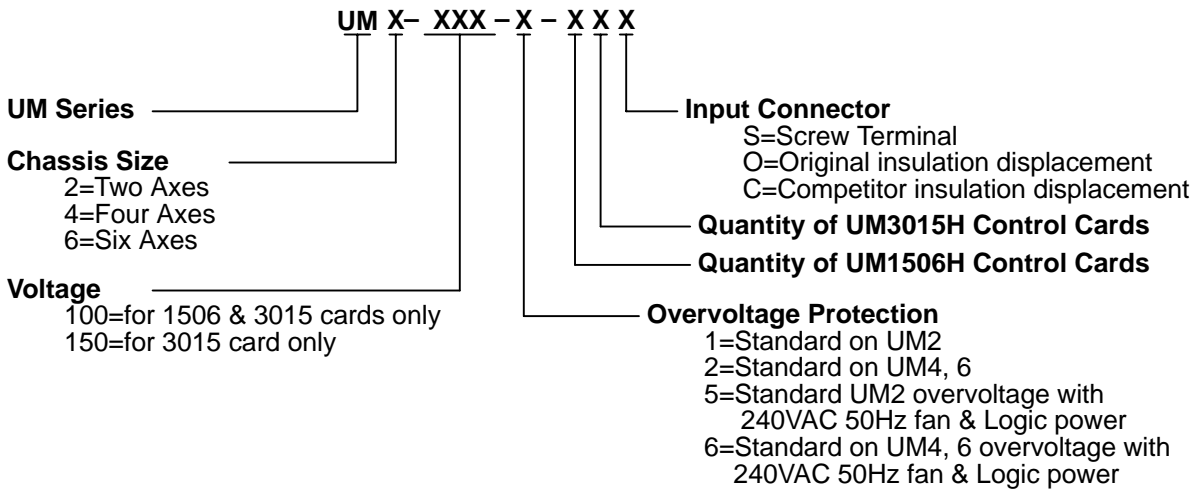 UM X– XXX – X – X X X
UM Series
Chassis Size
2=Two Axes
4=Four Axes
6=Six Axes
Voltage
100=for 1506 & 3015 cards only
150=for 3015 card only
Input Connector
S=Screw Terminal
O=Original insulation displacement
C=Competitor insulation displacement
Quantity of UM3015H Control Cards
Quantity of UM1506H Control Cards
Overvoltage Protection
1=Standard on UM2
2=Standard on UM4, 6
5=Standard UM2 overvoltage with
240VAC 50Hz fan & Logic power
6=Standard on UM4, 6 overvoltage with
240VAC 50Hz fan & Logic power